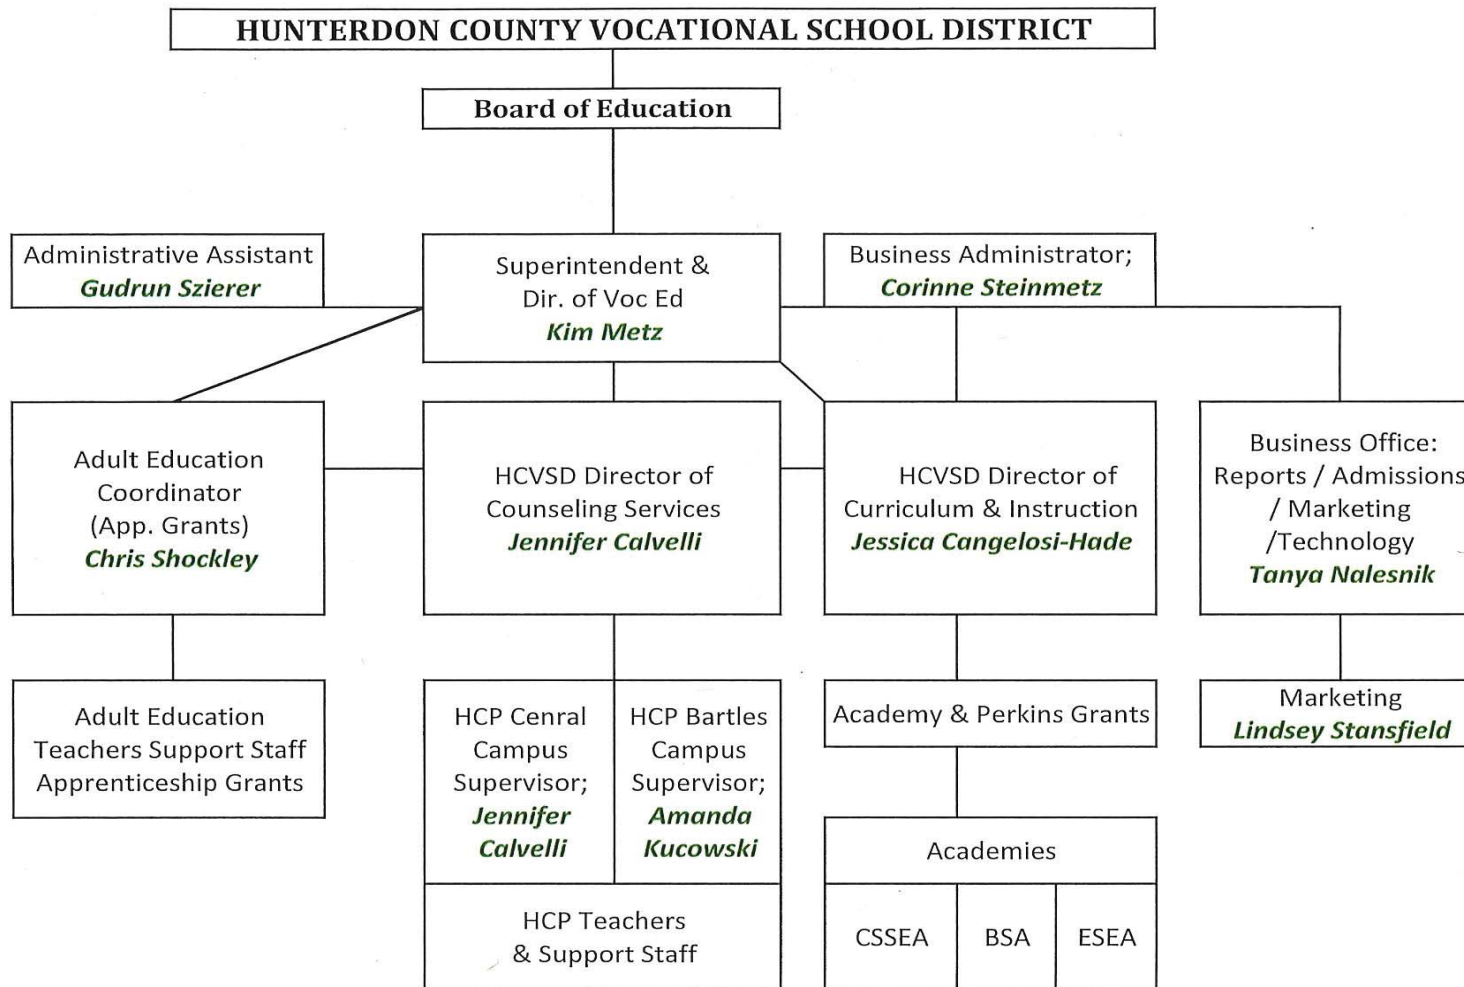 HUNTERDON COUNTY VOCATIONAL SCHOOL DISTRICT
Board of Education
Administrative Assistant
Gudrun Szierer
Superintendent &
Dir. of Voc Ed
Kim Metz
Business Administrator;
Corinne Steinmetz
Adult Education
Coordinator
(App. Grants)
Chris Shockley
HCVSD Director of
Counseling Services
Jennifer Calvelli
HCVSD Director of
Curriculum & Instruction
Jessica Cangelosi-Hade
Business Office:
Reports / Admissions
/ Marketing
/Technology
Tanya Nalesnik
Adult Education
Teachers Support Staff
Apprenticeship Grants
HCP Cenral
Campus
Supervisor;
Jennifer
Calvelli
HCP Bartles
Campus
Supervisor;
Amanda
Kucowski
Academy & Perkins Grants
Marketing
Lindsey Stansfield
HCP Teachers
& Support Staff
Academies
CSSEA
BSA
ESEA